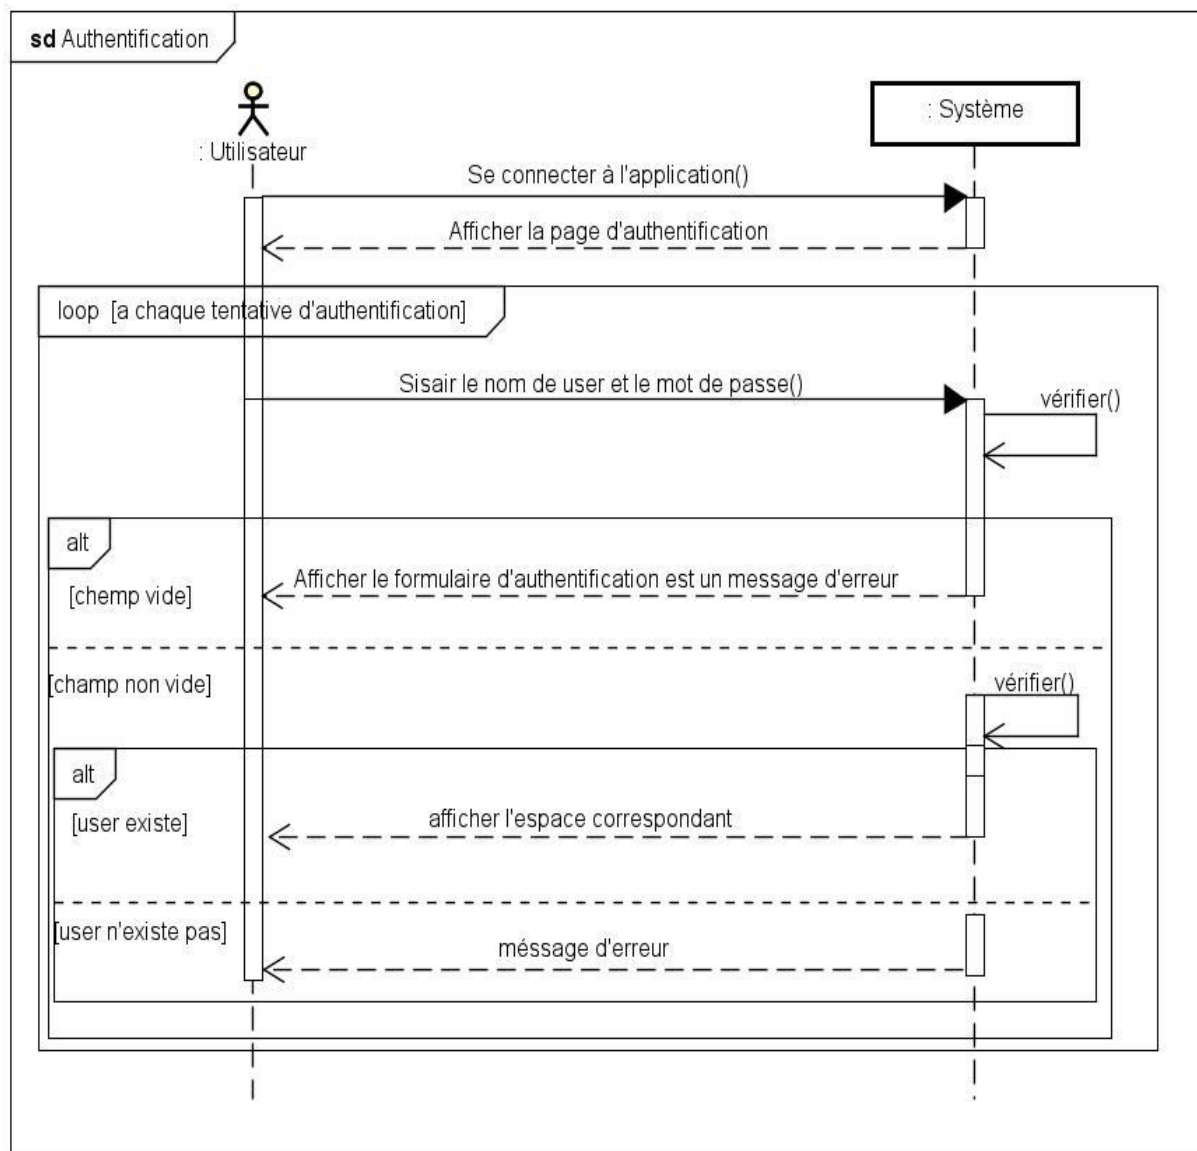 sd Authentification
: Utilisateur
: Système
Se connecter à l'application()
Afficher la page d'authentification
loop [a chaque tentative d'authentification]
Sisair le nom de user et le mot de passe()
vérifier()
alt
Afficher le formulaire d'authentification est un message d'erreur
[chemp vide]
[champ non vide]
vérifier()
alt
[user existe]
afficher l'espace correspondant
[user n'existe pas]
méssage d'erreur